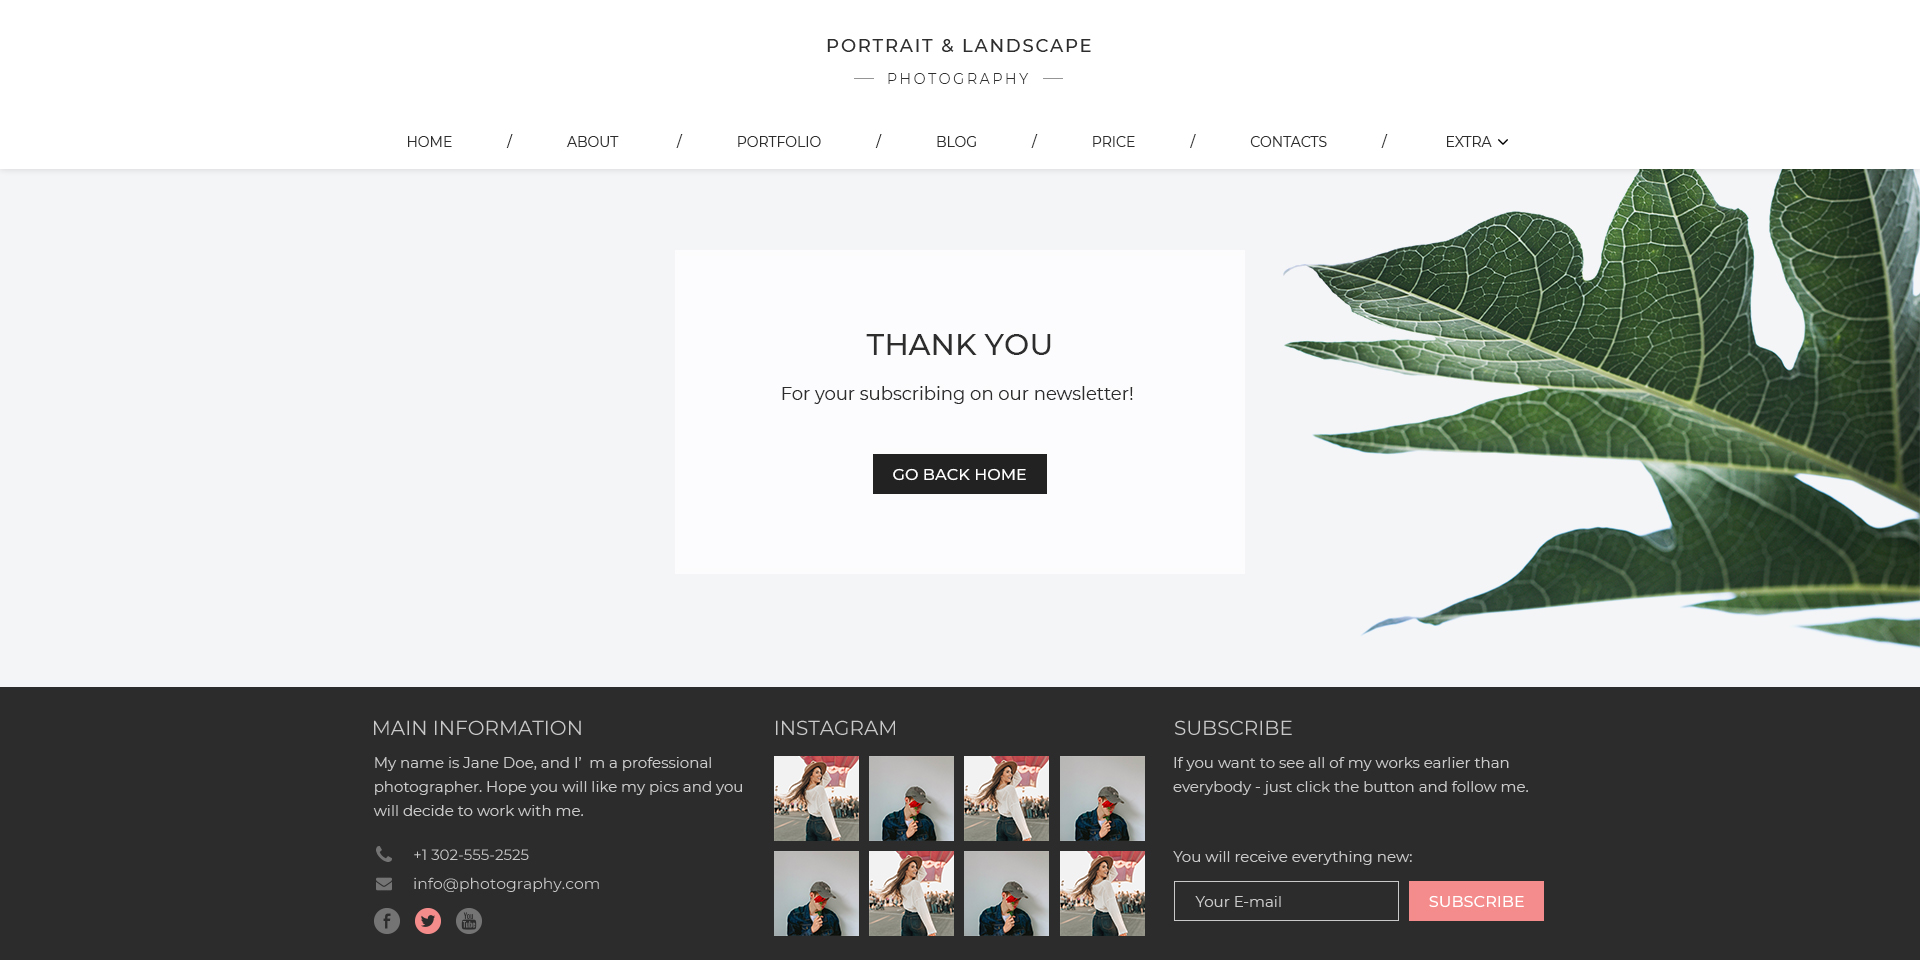 PORTRAIT & LANDSCAPE
PHOTOGRAPHY
HOME / ABOUT / PORTFOLIO / BLOG / PRICE / CONTACTS / EXTRA
THANK YOU
For your subscribing on our newsletter!
GO BACK HOME
MAIN INFORMATION
My name is Jane Doe, and I’ m a professional
photographer. Hope you will like my pics and you
will decide to work with me.
+1 302-555-2525
info@photography.com
You
Tube
INSTAGRAM
SUBSCRIBE
If you want to see all of my works earlier than
everybody - just click the button and follow me.
You will receive everything new:
Your E-mail
SUBSCRIBE